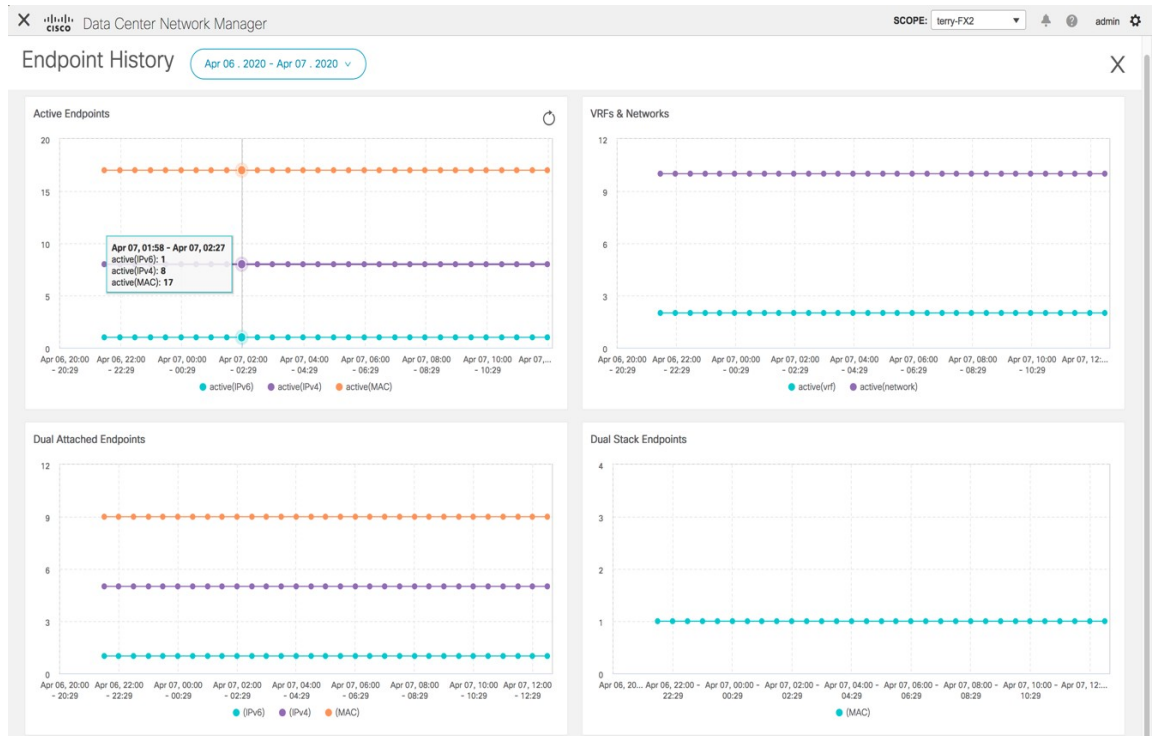 X cisco Data Center Network Manager SCOPE: terry-FX2 admin
Endpoint History Apr 06 . 2020 - Apr 07 . 2020 X
Active Endpoints
20
15
10
5
0
Apr 07, 01:58 - Apr 07, 02:27
active(IPv6): 1
active(IPv4): 8
active(MAC): 17
Apr 06, 20:00 Apr 06, 22:00 Apr 07, 00:00 Apr 07, 02:00 Apr 07, 04:00 Apr 07, 06:00 Apr 07, 08:00 Apr 07, 10:00 Apr 07,...
- 20:29 - 22:29 - 00:29 - 02:29 - 04:29 - 06:29 - 08:29 - 10:29
active(IPv6) active(IPv4) active(MAC)
VRFs & Networks
12
9
6
3
0
Apr 06, 20:00 Apr 06, 22:00 Apr 07, 00:00 Apr 07, 02:00 Apr 07, 04:00 Apr 07, 06:00 Apr 07, 08:00 Apr 07, 10:00 Apr 07, 12:...
- 20:29 - 22:29 - 00:29 - 02:29 - 04:29 - 06:29 - 08:29 - 10:29
active(vrf) active(network)
Dual Attached Endpoints
12
9
6
3
0
Apr 06, 20:00 Apr 06, 22:00 Apr 07, 00:00 Apr 07, 02:00 Apr 07, 04:00 Apr 07, 06:00 Apr 07, 08:00 Apr 07, 10:00 Apr 07, 12:00
- 20:29 - 22:29 - 00:29 - 02:29 - 04:29 - 06:29 - 08:29 - 10:29 - 12:29
(IPv6) (IPv4) (MAC)
Dual Stack Endpoints
4
3
2
1
0
Apr 06, 20... Apr 06, 22:00 - Apr 07, 00:00 - Apr 07, 02:00 - Apr 07, 04:00 - Apr 07, 06:00 - Apr 07, 08:00 - Apr 07, 10:00 - Apr 07, 12:...
22:29 00:29 02:29 04:29 06:29 08:29 10:29
(MAC)